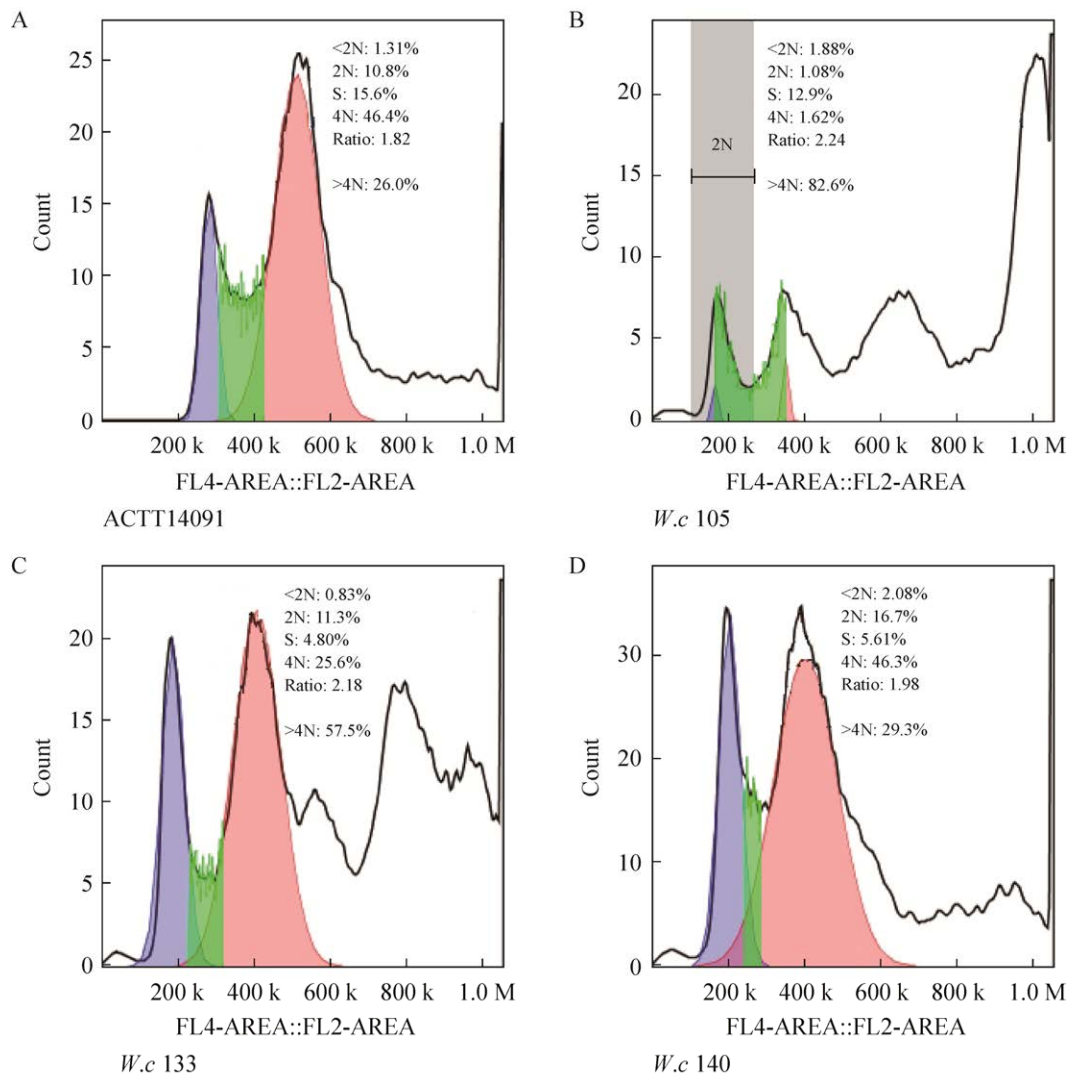 A
25
20
15
10
5
0
Count
<2N: 1.31%
2N: 10.8%
S: 15.6%
4N: 46.4%
Ratio: 1.82
>4N: 26.0%
200 k 400 k 600 k 800 k 1.0 M
FL4-AREA::FL2-AREA
ACTT14091
B
20
15
10
5
0
Count
2N
<2N: 1.88%
2N: 1.08%
S: 12.9%
4N: 1.62%
Ratio: 2.24
>4N: 82.6%
200 k 400 k 600 k 800 k 1.0 M
FL4-AREA::FL2-AREA
W.c 105
C
20
15
10
5
0
Count
<2N: 0.83%
2N: 11.3%
S: 4.80%
4N: 25.6%
Ratio: 2.18
>4N: 57.5%
200 k 400 k 600 k 800 k 1.0 M
FL4-AREA::FL2-AREA
W.c 133
D
30
20
10
0
Count
<2N: 2.08%
2N: 16.7%
S: 5.61%
4N: 46.3%
Ratio: 1.98
>4N: 29.3%
200 k 400 k 600 k 800 k 1.0 M
FL4-AREA::FL2-AREA
W.c 140